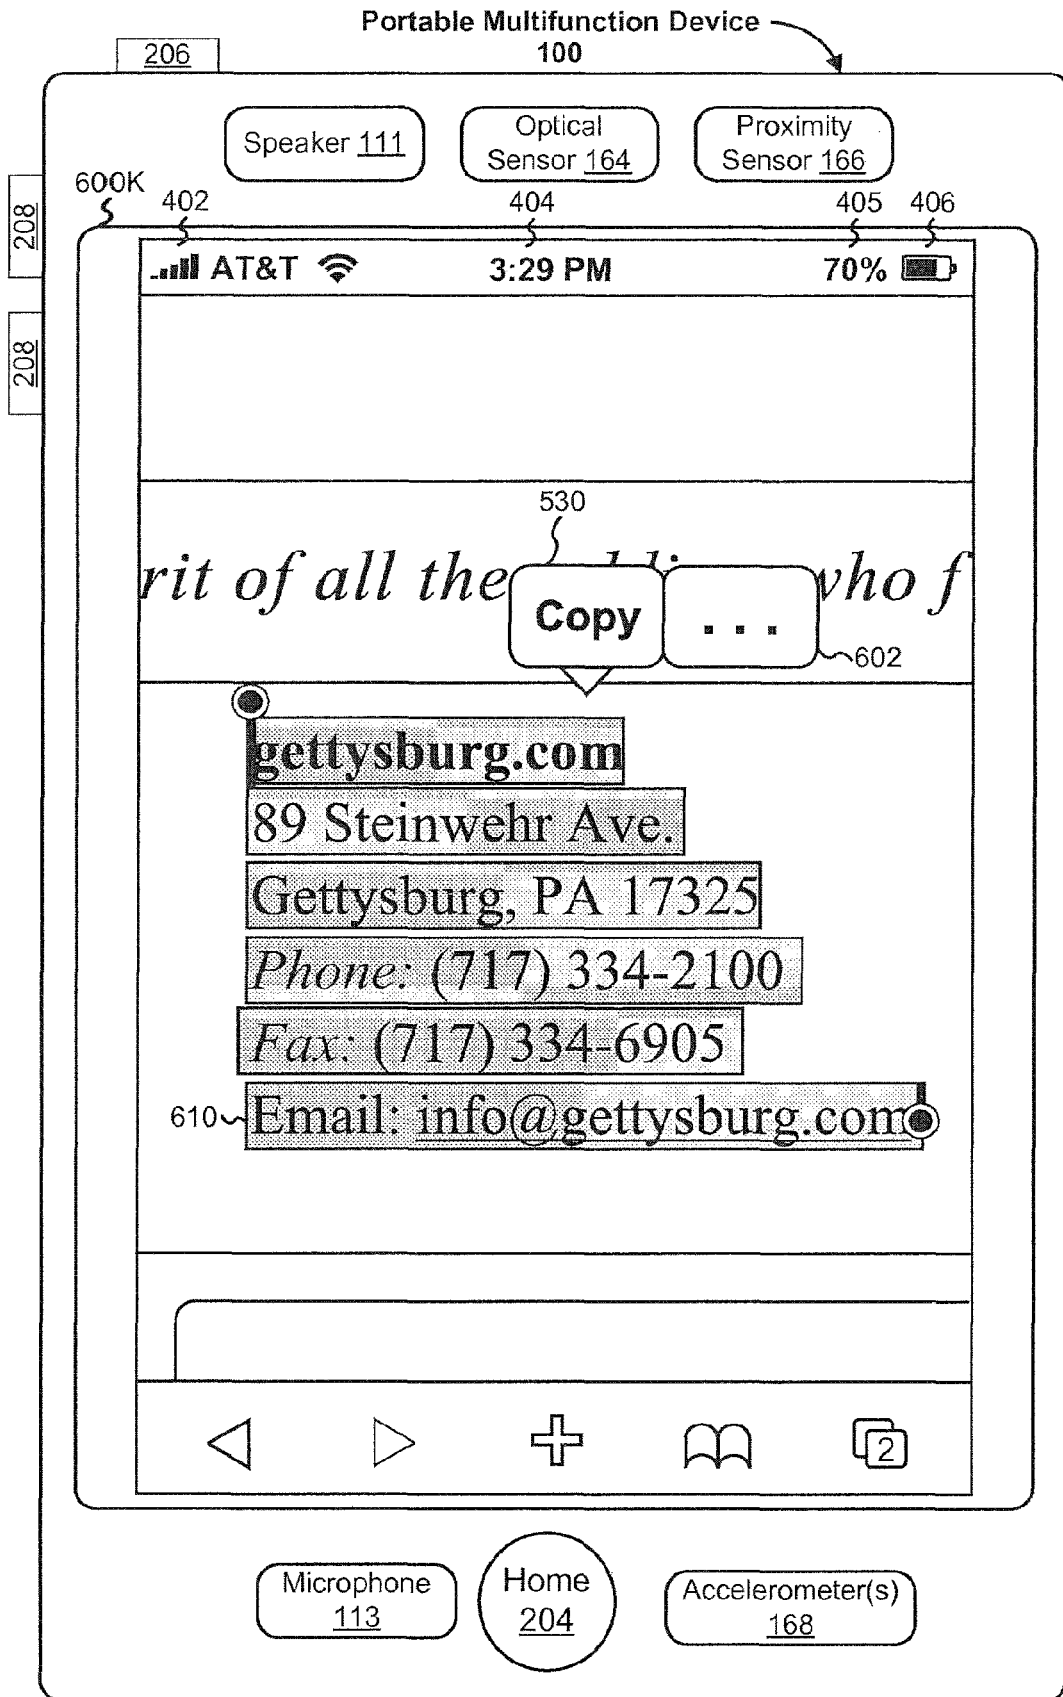 Portable Multifunction Device
100
206
Speaker 111
Optical
Sensor 164
Proximity
Sensor 166
208
208
600K
402
404
405
406
AT&T
3:29 PM
70%
530
rit of all the who f
Copy
...
602
gettysburg.com
89 Steinwehr Ave.
Gettysburg, PA 17325
Phone: (717) 334-2100
Fax: (717) 334-6905
610
Email: info@gettysburg.com
2
Microphone
113
Home
204
Accelerometer(s)
168